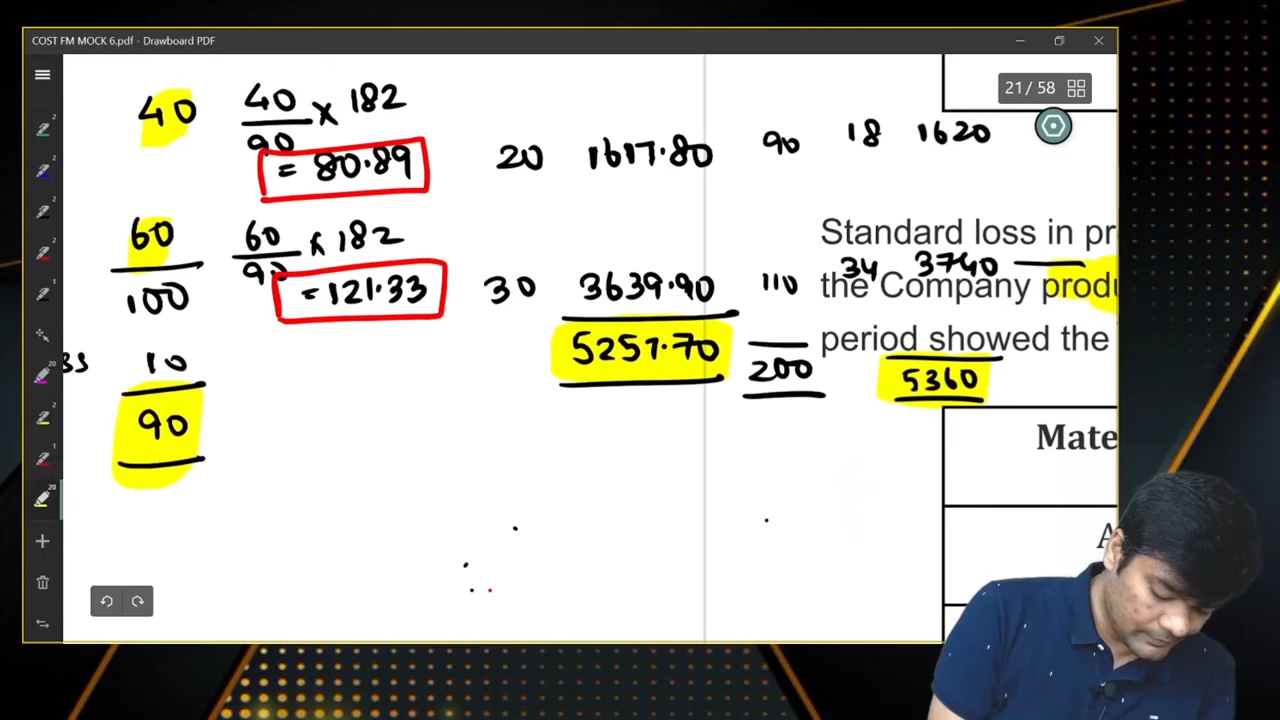 COST FM MOCK 6.pdf - Drawboard PDF
21 / 58
40 40/90 × 182
= 80.89 20 1617.80 90 18 1620
60 60/90 × 182
= 121.33 30 3639.90 110 34 3740
100
5257.70 200 5360
10
90
Standard loss in pr
the Company produ
period showed the
Mate